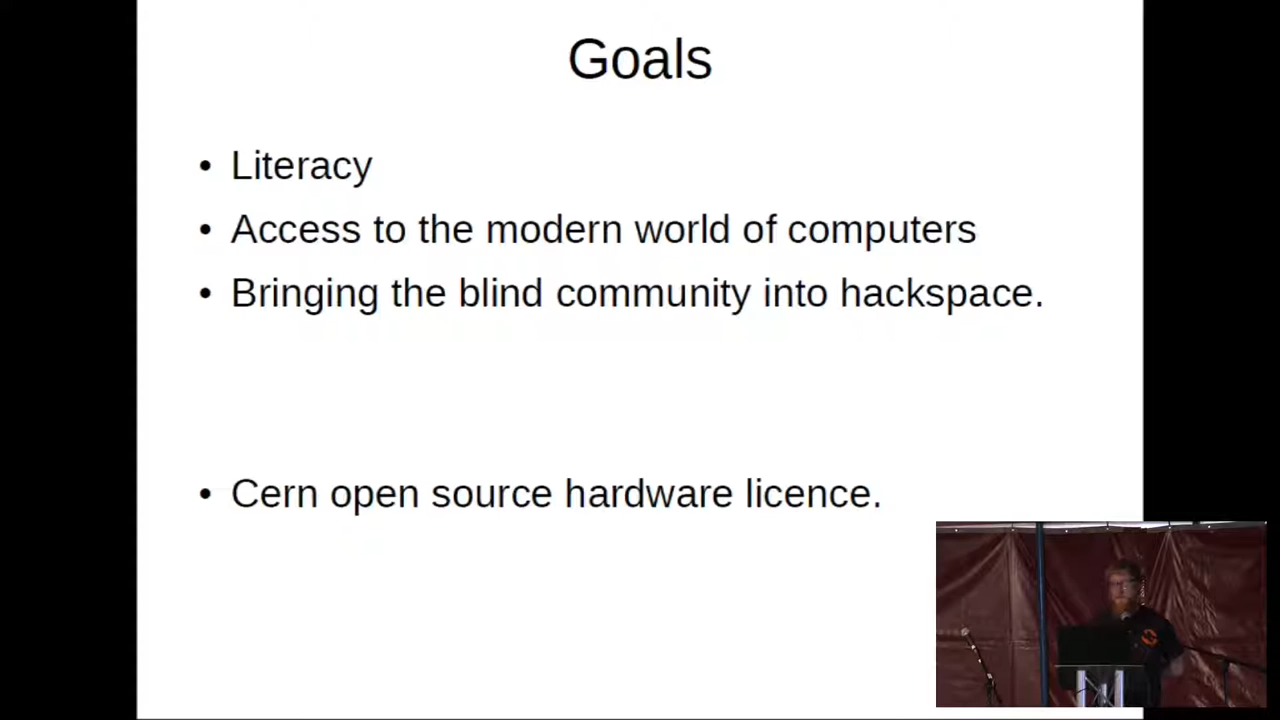 Goals
• Literacy
• Access to the modern world of computers
• Bringing the blind community into hackspace.
• Cern open source hardware licence.